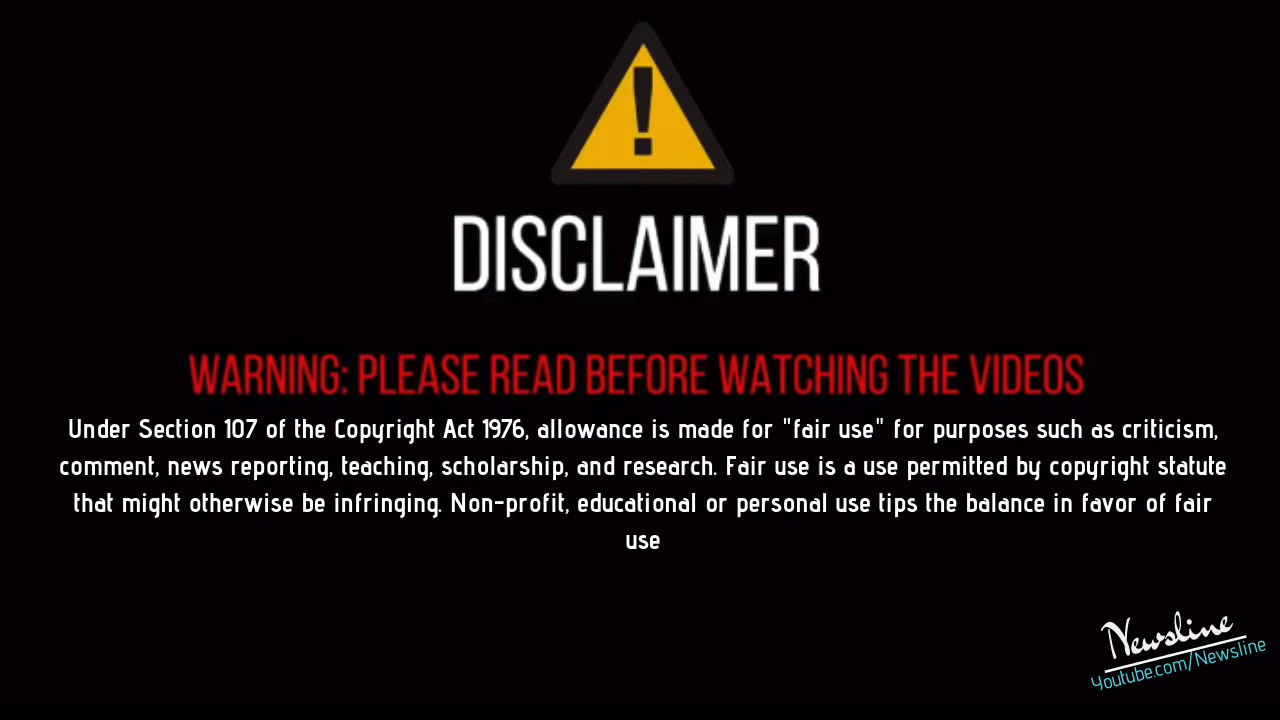 !
DISCLAIMER
WARNING: PLEASE READ BEFORE WATCHING THE VIDEOS
Under Section 107 of the Copyright Act 1976, allowance is made for "fair use" for purposes such as criticism,
comment, news reporting, teaching, scholarship, and research. Fair use is a use permitted by copyright statute
that might otherwise be infringing. Non-profit, educational or personal use tips the balance in favor of fair
use
Newsline
Youtube.com/Newsline